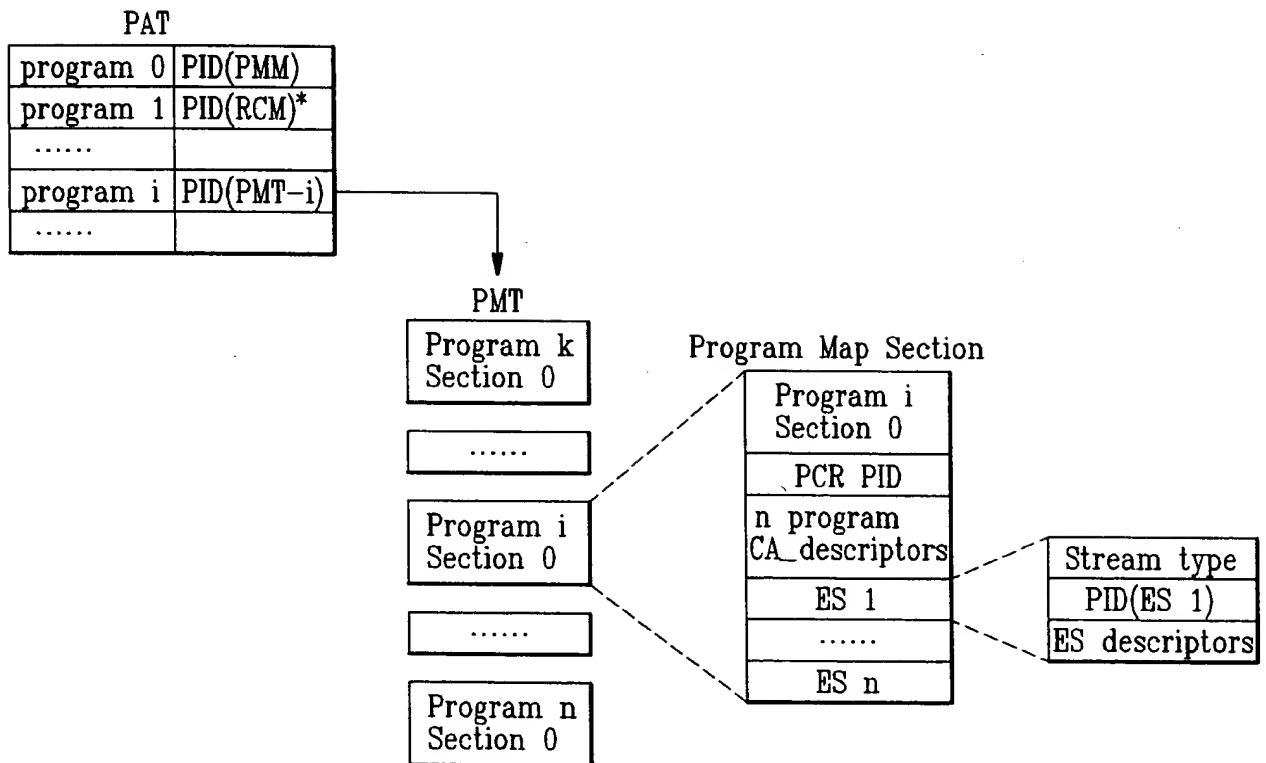 PAT
program 0 PID(PMM)
program 1 PID(RCM)*
......
program i PID(PMT-i)
......
PMT
Program k
Section 0
......
Program i
Section 0
......
Program n
Section 0
Program Map Section
Program i
Section 0
PCR PID
n program
CA_descriptors
ES 1
......
ES n
Stream type
PID(ES 1)
ES descriptors